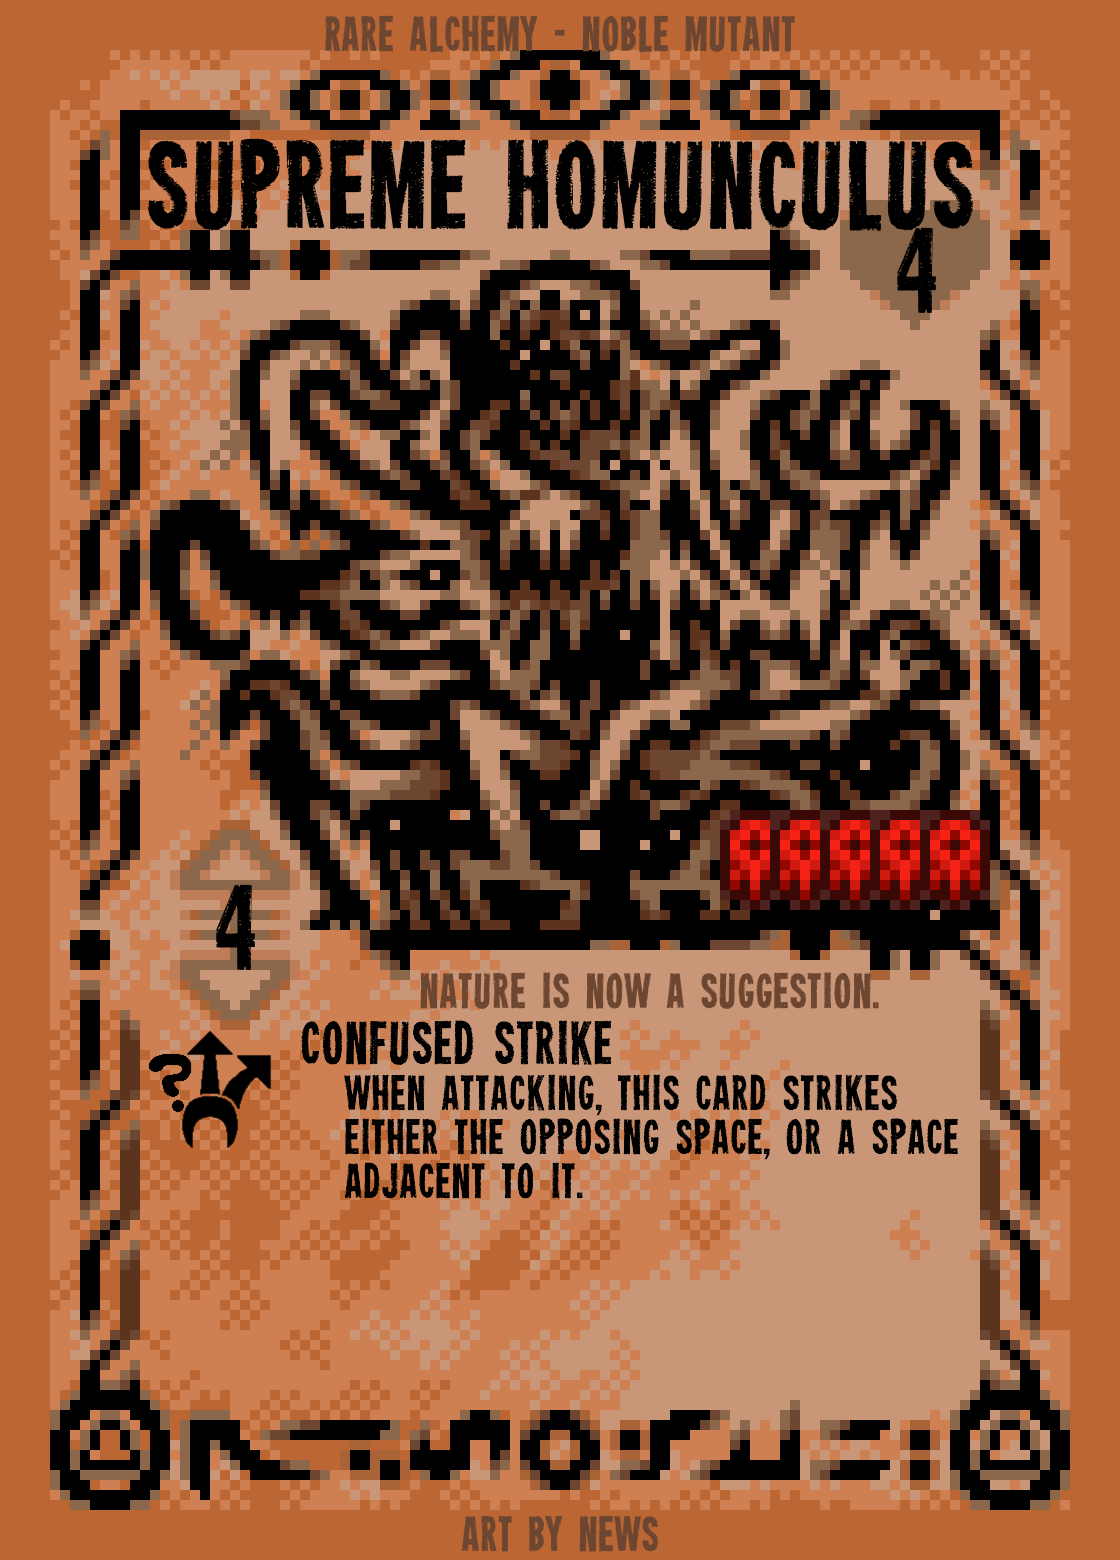 RARE ALCHEMY - NOBLE MUTANT
SUPREME HOMUNCULUS
4
4
NATURE IS NOW A SUGGESTION.
CONFUSED STRIKE
?
WHEN ATTACKING, THIS CARD STRIKES
EITHER THE OPPOSING SPACE, OR A SPACE
ADJACENT TO IT.
ART BY NEWS